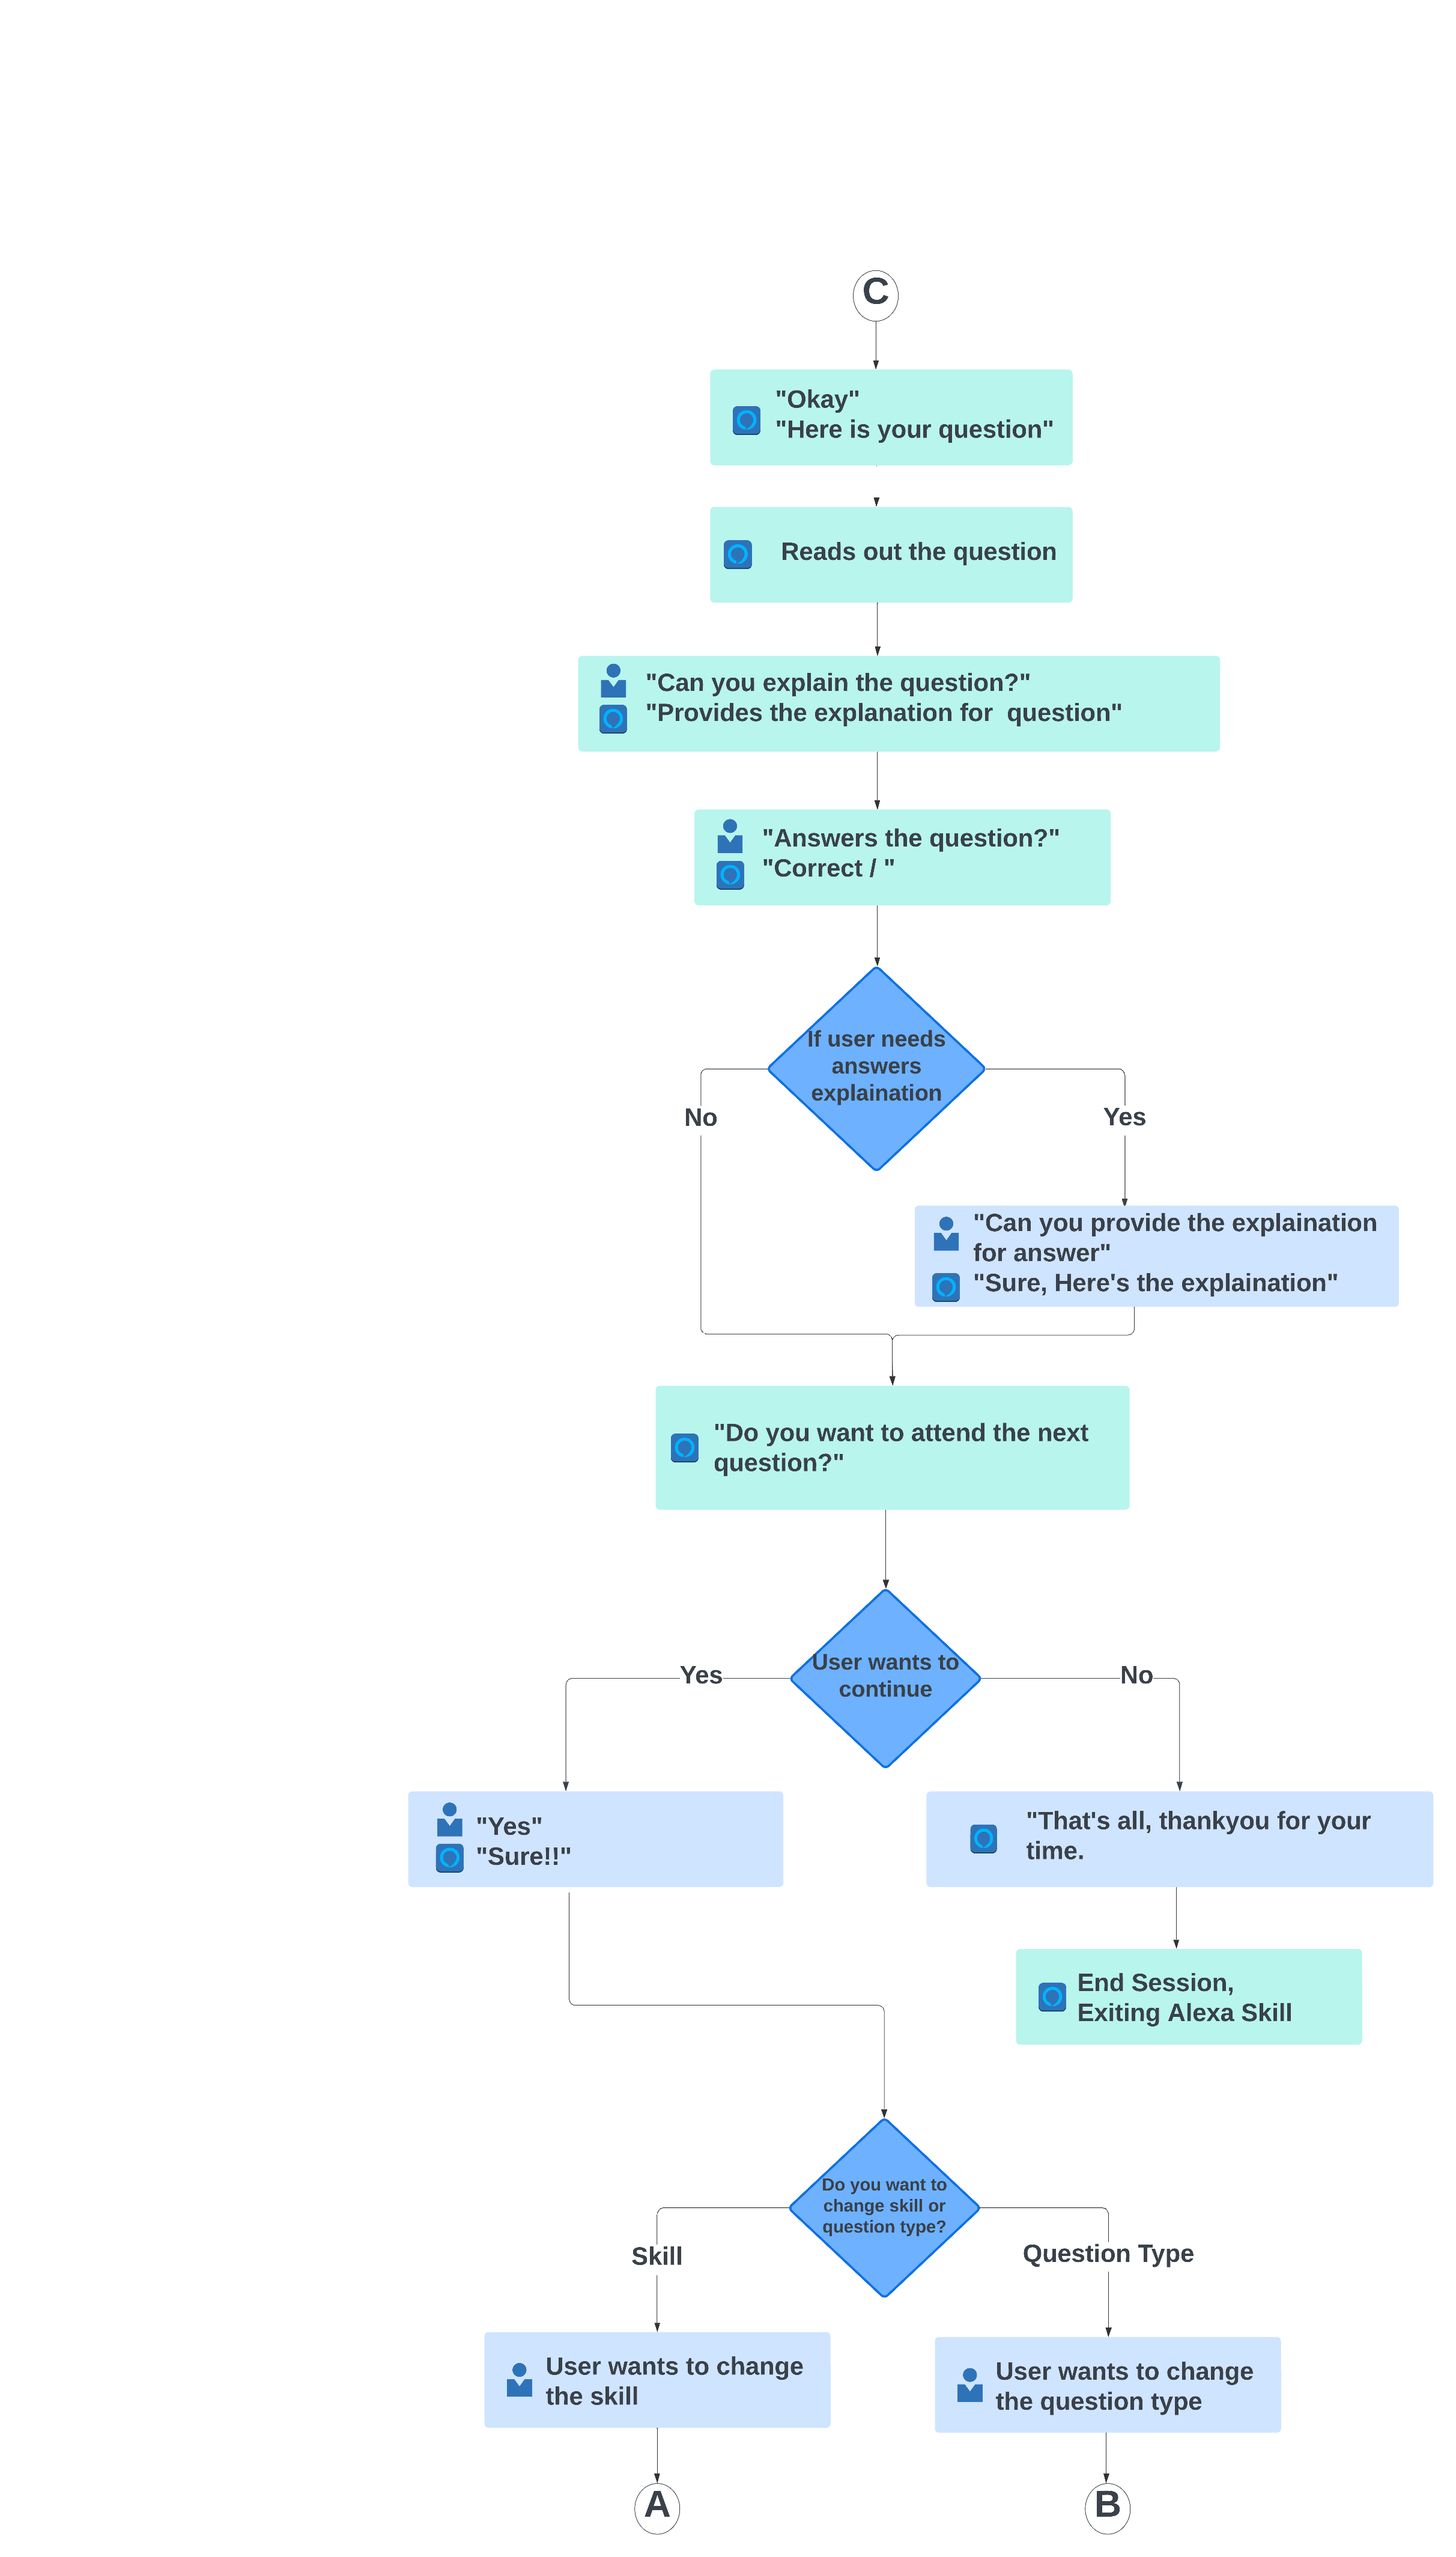 C
"Okay"
"Here is your question"
Reads out the question
"Can you explain the question?"
"Provides the explanation for  question"
"Answers the question?"
"Correct / "
If user needs
answers
explaination
No
Yes
"Can you provide the explaination
for answer"
"Sure, Here's the explaination"
"Do you want to attend the next
question?"
User wants to
continue
Yes
No
"Yes"
"Sure!!"
"That's all, thankyou for your
time.
End Session,
Exiting Alexa Skill
Do you want to
change skill or
question type?
Skill
Question Type
User wants to change
the skill
User wants to change
the question type
A
B